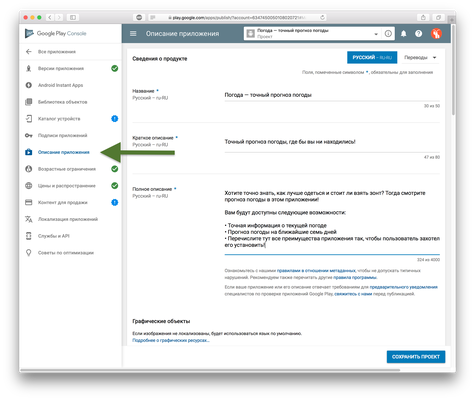 play.google.com/apps/publish/?account=
Google Play Console
Описание приложения
Погода — точный прогноз погоды
Проект
Все приложения
Версии приложения
Android Instant Apps
Библиотека объектов
Каталог устройств
Подписи приложений
Описание приложения
Возрастные ограничения
Цены и распространение
Контент для продажи
Локализация приложений
Службы и API
Советы по оптимизации
Сведения о продукте
РУССКИЙ – RU-RU
Переводы
Поля, помеченные символом *, обязательны для заполнения
Название *
Русский – ru-RU
Погода — точный прогноз погоды
30 из 50
Краткое описание *
Русский – ru-RU
Точный прогноз погоды, где бы вы ни находились!
47 из 80
Полное описание *
Русский – ru-RU
Хотите точно знать, как лучше одеться и стоит ли взять зонт? Тогда смотрите
прогноз погоды в этом приложении!
Вам будут доступны следующие возможности:
• Точная информация о текущей погоде
• Прогноз погоды на ближайшие семь дней
• Перечислите тут все преимущества приложения так, чтобы пользователь захотел
его установить!
324 из 4000
Ознакомьтесь с нашими правилами в отношении метаданных, чтобы не допускать типичных
нарушений. Рекомендуем также перечитать другие правила программы.
Если ваше приложение или его описание отвечает требованиям для предварительного уведомления
специалистов по проверке приложений Google Play, свяжитесь с нами перед публикацией.
Графические объекты
Если изображения не локализованы, будет использоваться язык по умолчанию.
Подробнее о графических ресурсах...
СОХРАНИТЬ ПРОЕКТ